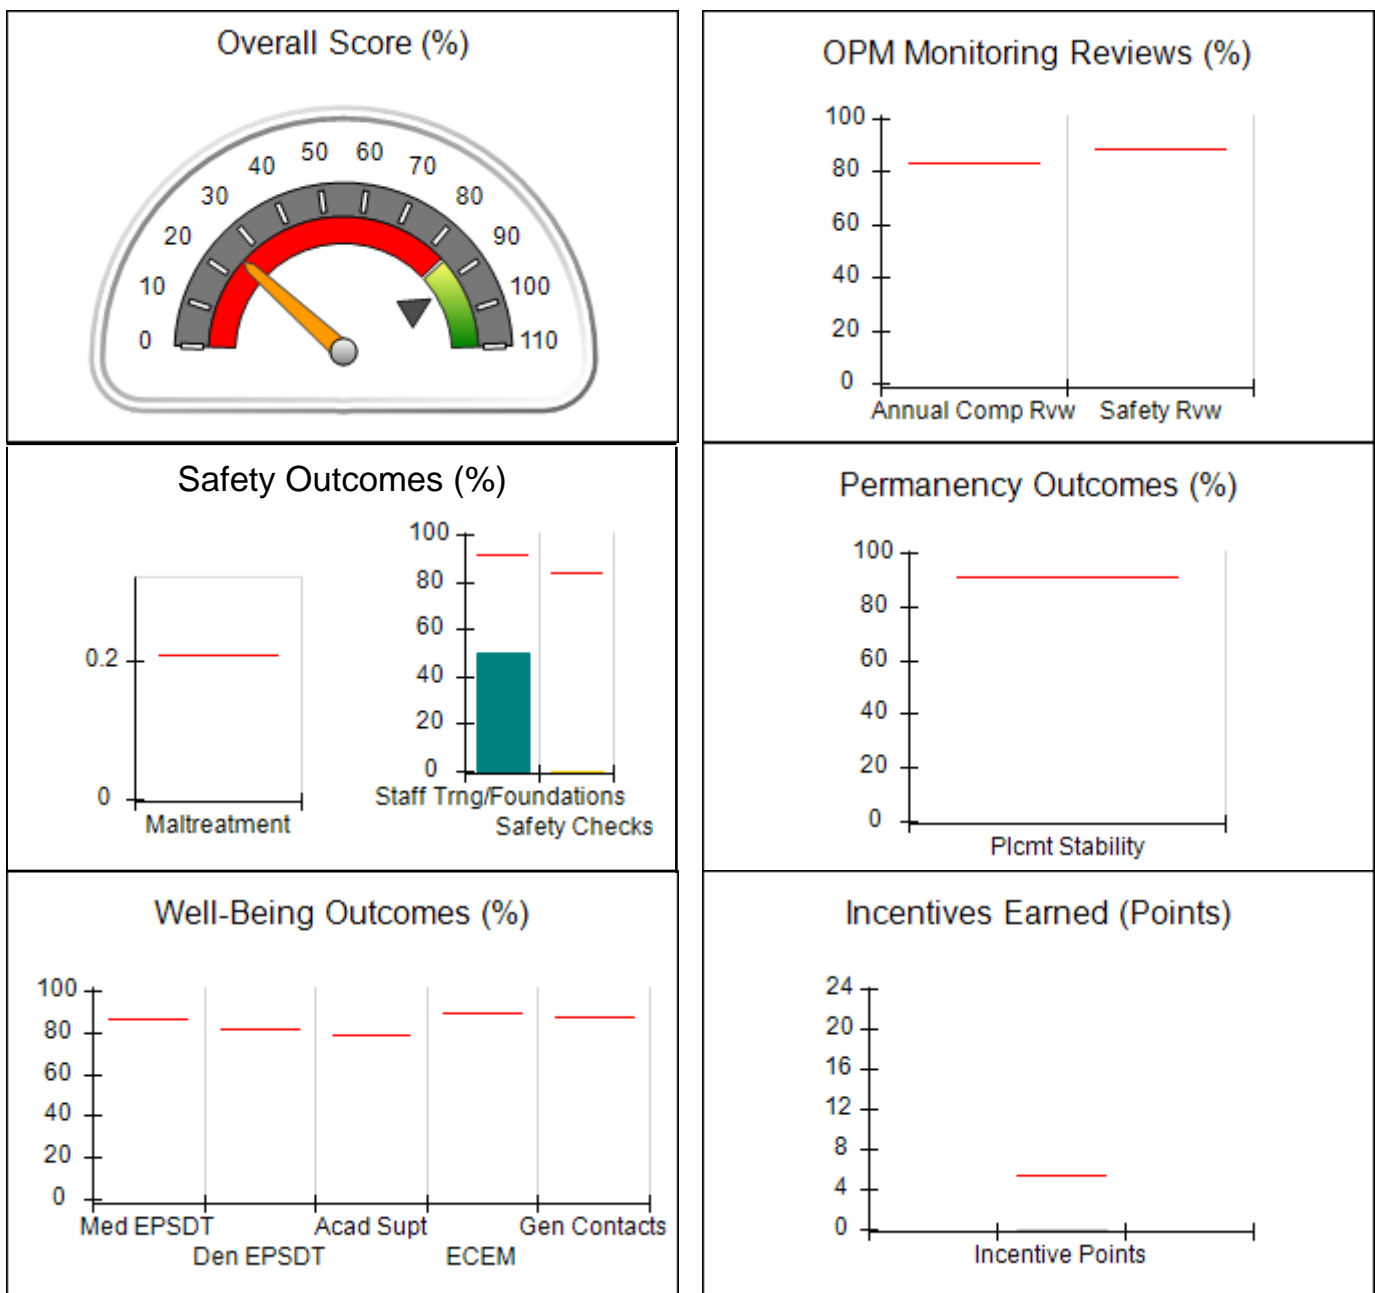 Overall Score (%)
0
10
20
30
40
50
60
70
80
90
100
110
OPM Monitoring Reviews (%)
100
80
60
40
20
0
Annual Comp Rvw
Safety Rvw
Safety Outcomes (%)
0.2
0
Maltreatment
100
80
60
40
20
0
Staff Trng/Foundations
Safety Checks
Permanency Outcomes (%)
100
80
60
40
20
0
Plcmt Stability
Well-Being Outcomes (%)
100
80
60
40
20
0
Med EPSDT
Den EPSDT
Acad Supt
ECEM
Gen Contacts
Incentives Earned (Points)
24
20
16
12
8
4
0
Incentive Points